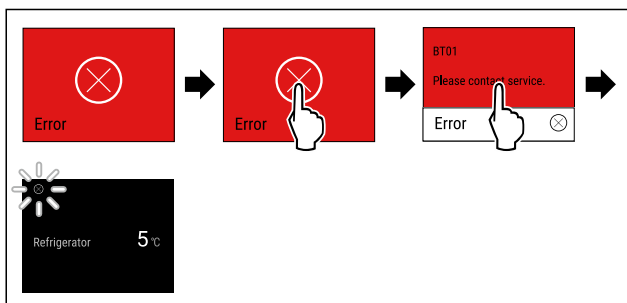 Error
Error
BT01
Please contact service.
Error
Refrigerator 5 °C